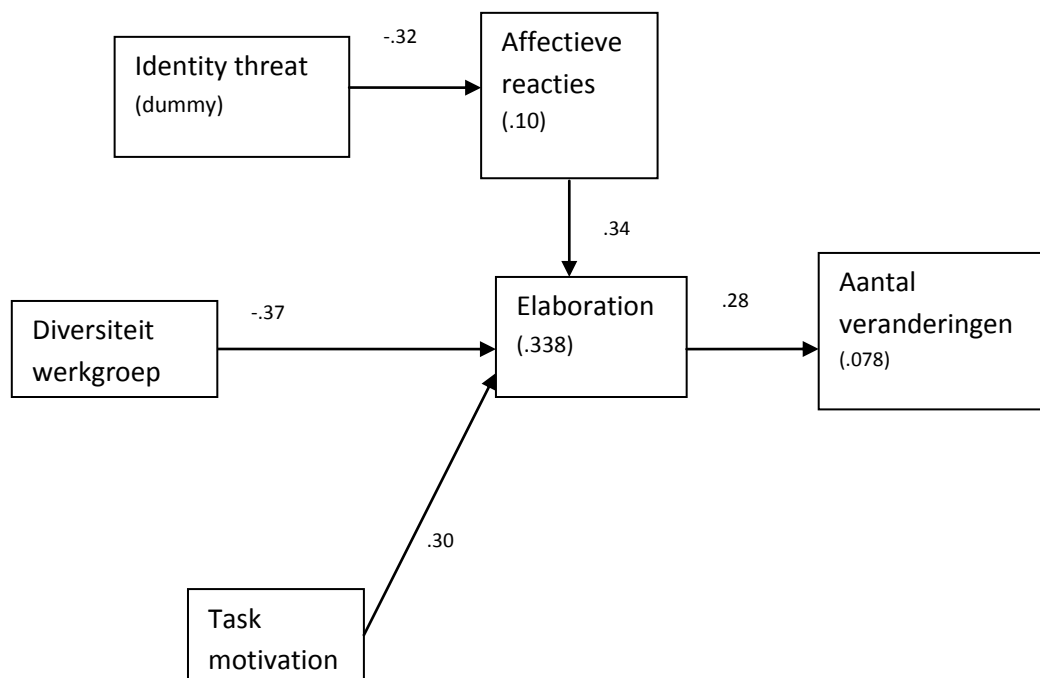 -.32
Identity threat
(dummy)
Affectieve
reacties
(.10)
.34
Diversiteit
werkgroep
-.37
Elaboration
(.338)
.28
Aantal
veranderingen
(.078)
.30
Task
motivation